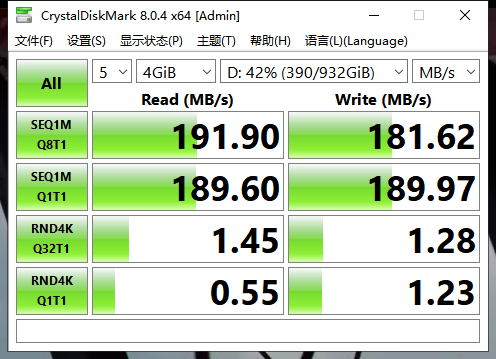 CrystalDiskMark 8.0.4 x64 [Admin]
文件(F) 设置(S) 显示状态(P) 主题(T) 帮助(H) 语言(L)(Language)
All 5 4GiB D: 42% (390/932GiB) MB/s
Read (MB/s) Write (MB/s)
SEQ1M
Q8T1 191.90 181.62
SEQ1M
Q1T1 189.60 189.97
RND4K
Q32T1 1.45 1.28
RND4K
Q1T1 0.55 1.23